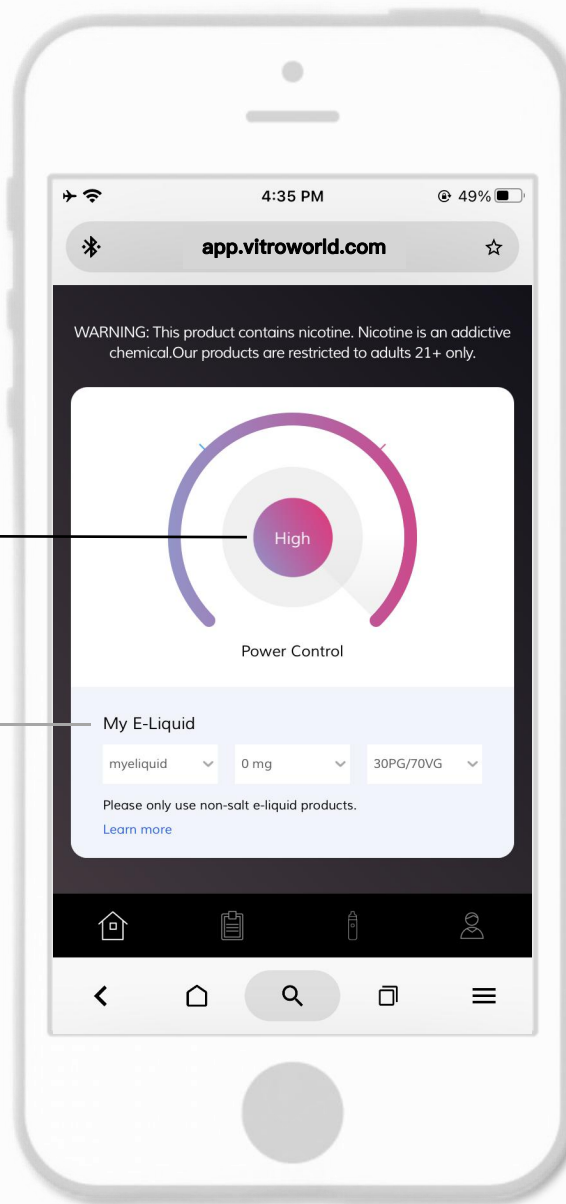 4:35 PM
49%
app.vitroworld.com
WARNING: This product contains nicotine. Nicotine is an addictive
chemical.Our products are restricted to adults 21+ only.
High
Power Control
My E-Liquid
myeliquid
0 mg
30PG/70VG
Please only use non-salt e-liquid products.
Learn more